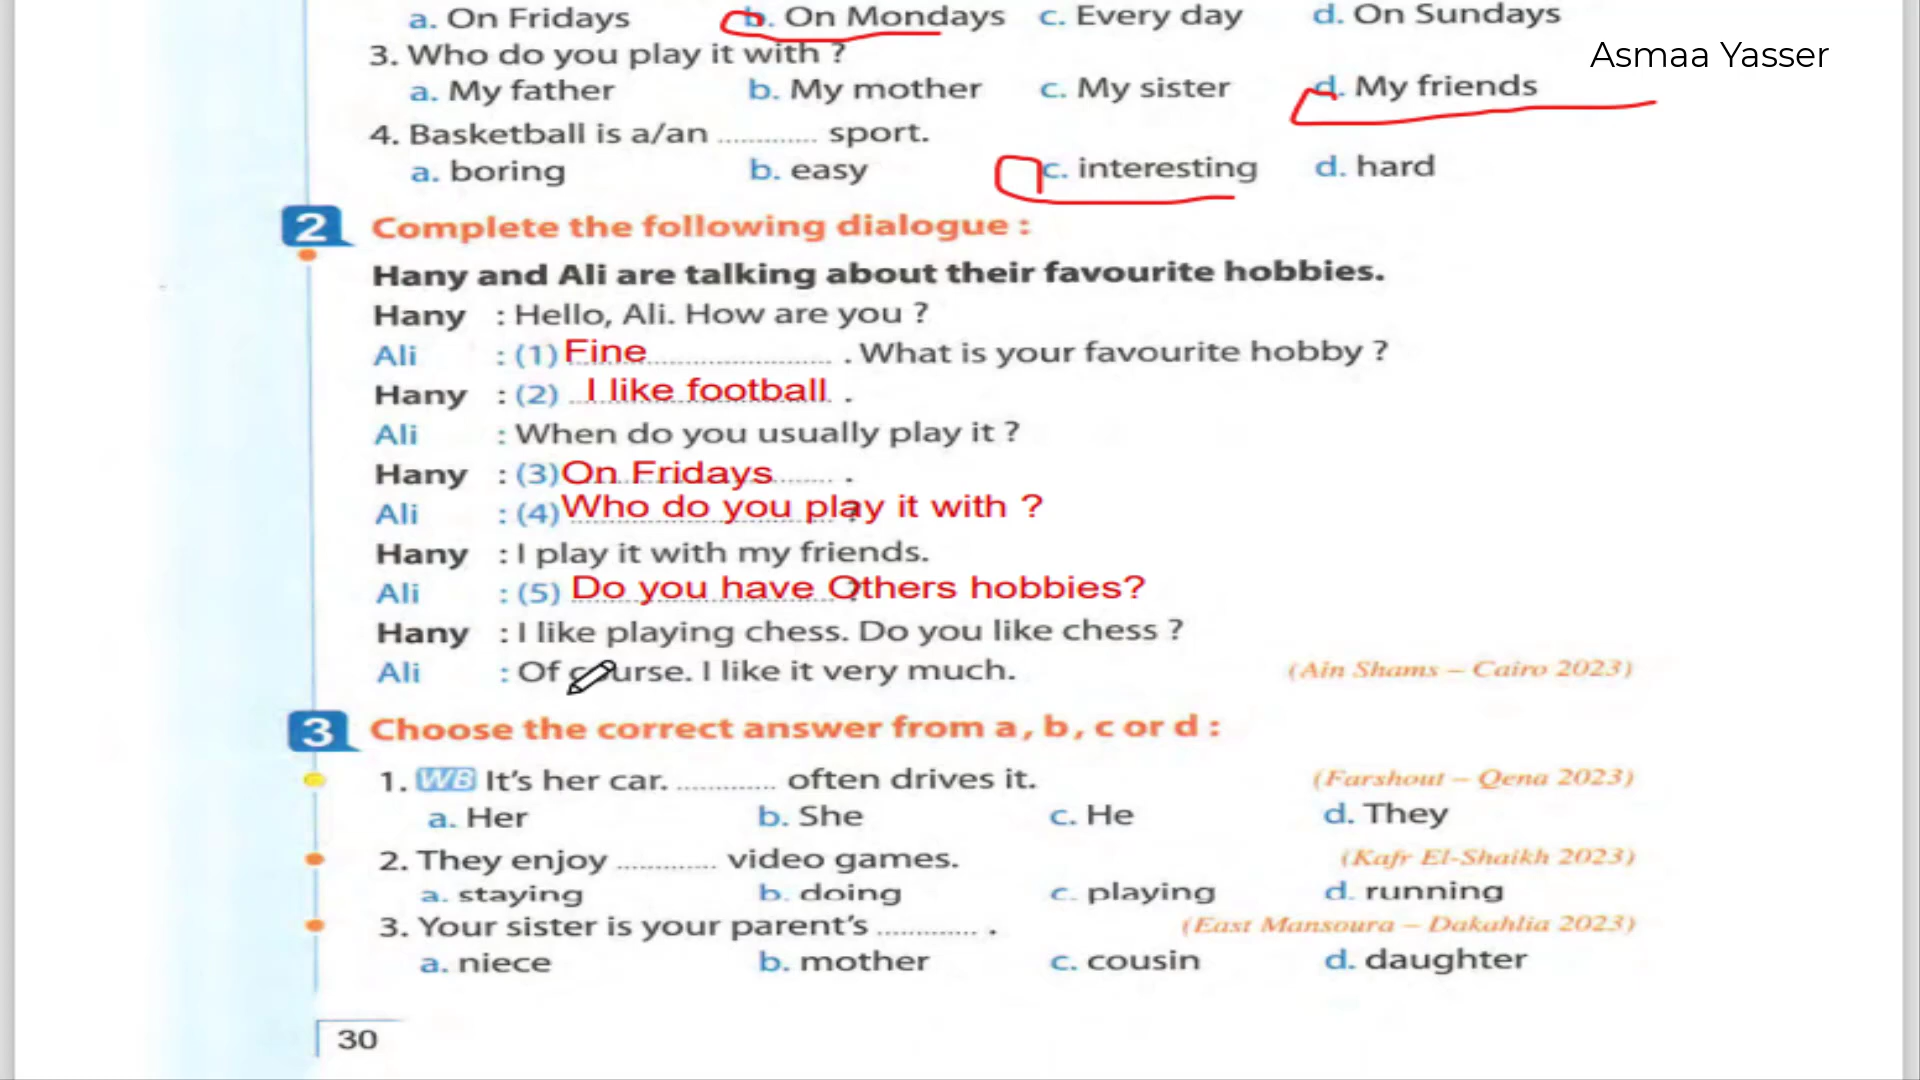 a. On Fridays b. On Mondays c. Every day d. On Sundays
3. Who do you play it with ?
Asmaa Yasser
a. My father b. My mother c. My sister d. My friends
4. Basketball is a/an ............. sport.
a. boring b. easy c. interesting d. hard
2 Complete the following dialogue :
Hany and Ali are talking about their favourite hobbies.
Hany : Hello, Ali. How are you ?
Ali : (1) Fine ........................ . What is your favourite hobby ?
Hany : (2) I like football .
Ali : When do you usually play it ?
Hany : (3) On Fridays ........ .
Ali : (4) Who do you play it with ?
Hany : I play it with my friends.
Ali : (5) Do you have Others hobbies?
Hany : I like playing chess. Do you like chess ?
Ali : Of course. I like it very much. (Ain Shams – Cairo 2023)
3 Choose the correct answer from a , b , c or d :
1. WB It's her car. ............. often drives it. (Farshout – Qena 2023)
a. Her b. She c. He d. They
2. They enjoy ............. video games. (Kafr El-Shaikh 2023)
a. staying b. doing c. playing d. running
3. Your sister is your parent's ............. . (East Mansoura – Dakahlia 2023)
a. niece b. mother c. cousin d. daughter
30